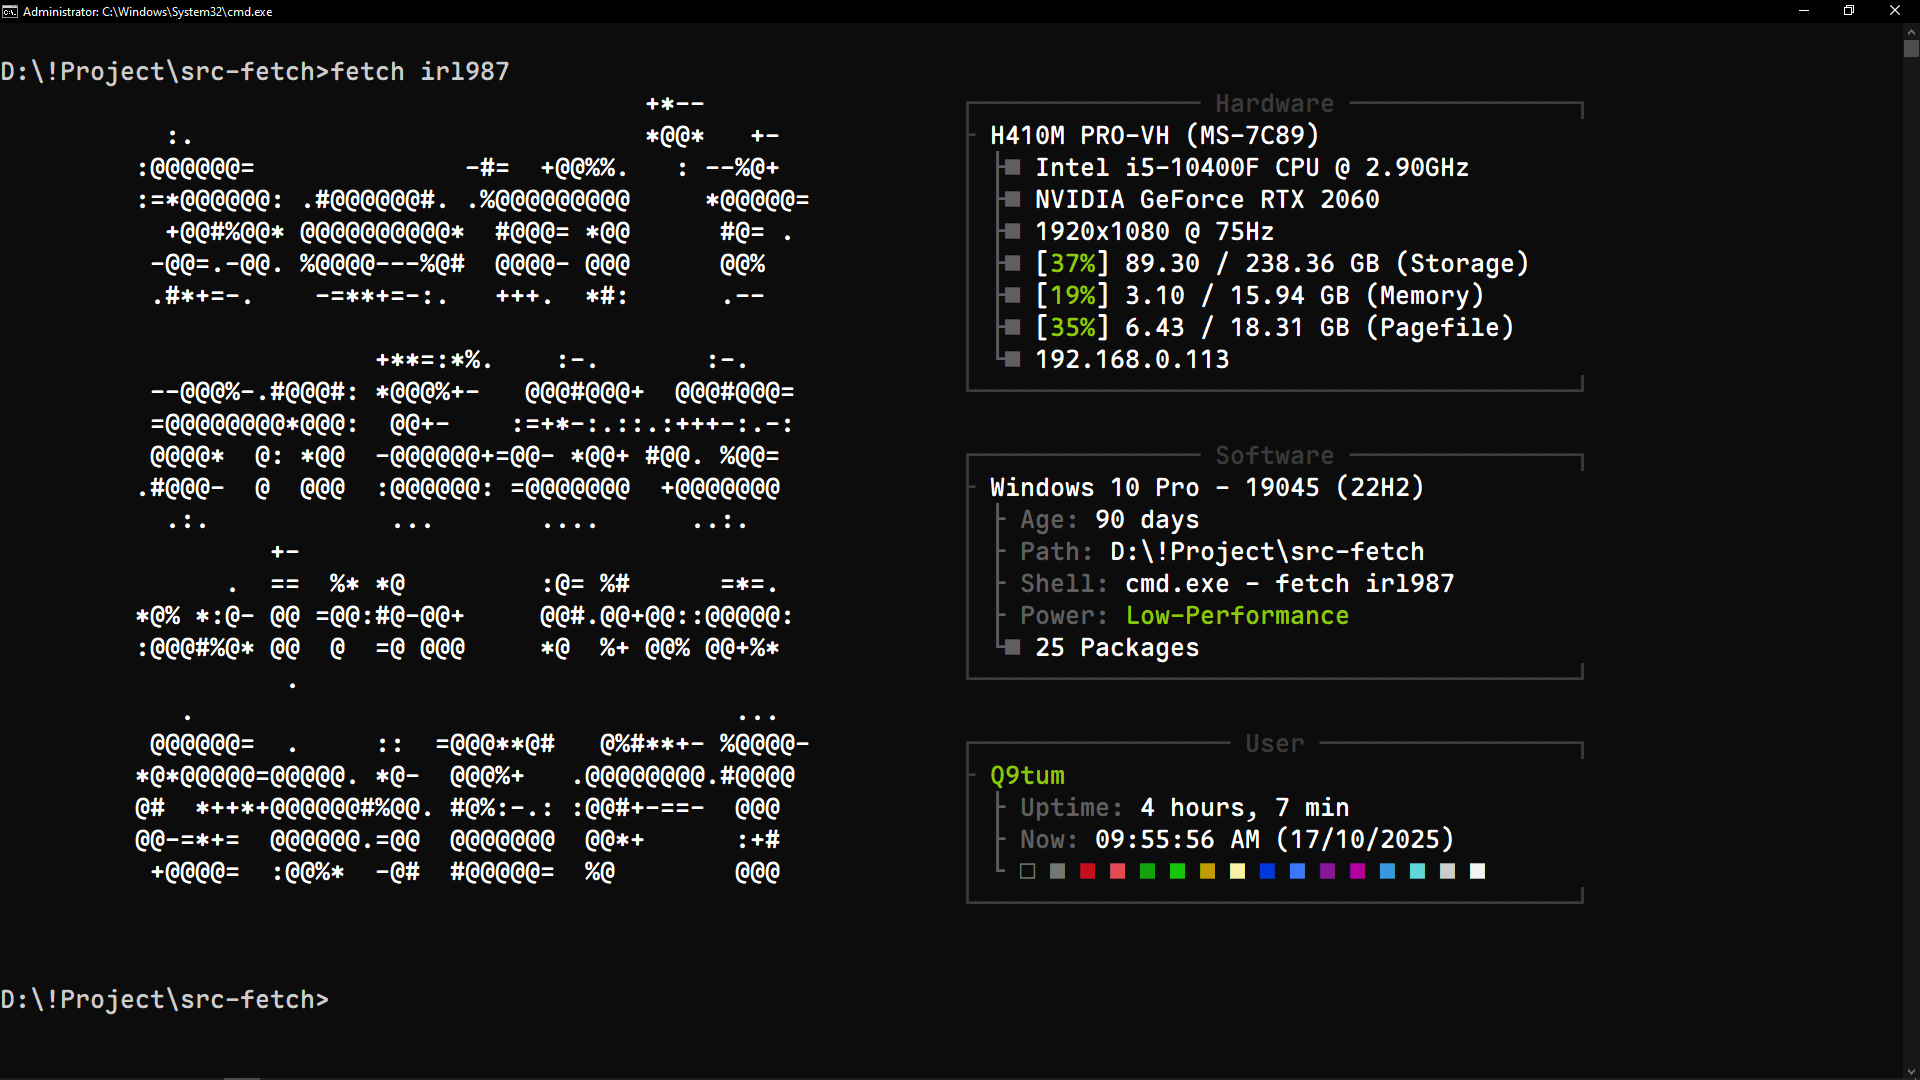 Administrator: C:\Windows\System32\cmd.exe
D:\!Project\src-fetch>fetch irl987
Hardware
H410M PRO-VH (MS-7C89)
Intel i5-10400F CPU @ 2.90GHz
NVIDIA GeForce RTX 2060
1920x1080 @ 75Hz
[37%] 89.30 / 238.36 GB (Storage)
[19%] 3.10 / 15.94 GB (Memory)
[35%] 6.43 / 18.31 GB (Pagefile)
192.168.0.113
Software
Windows 10 Pro - 19045 (22H2)
Age: 90 days
Path: D:\!Project\src-fetch
Shell: cmd.exe - fetch irl987
Power: Low-Performance
25 Packages
User
Q9tum
Uptime: 4 hours, 7 min
Now: 09:55:56 AM (17/10/2025)
D:\!Project\src-fetch>